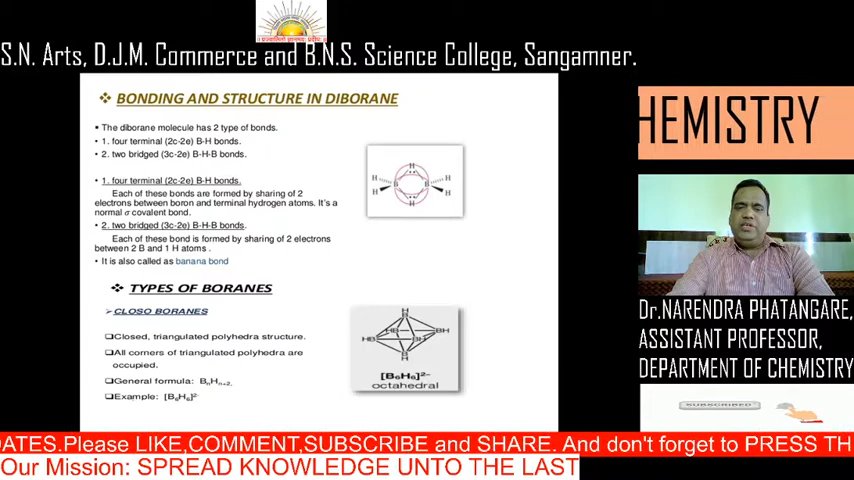 S.N. Arts, D.J.M. Commerce and B.N.S. Science College, Sangamner.
BONDING AND STRUCTURE IN DIBORANE
The diborane molecule has 2 type of bonds.
1. four terminal (2c-2e) B-H bonds.
2. two bridged (3c-2e) B-H-B bonds.
1. four terminal (2c-2e) B-H bonds.
Each of these bonds are formed by sharing of 2
electrons between boron and terminal hydrogen atoms. It's a
normal σ covalent bond.
2. two bridged (3c-2e) B-H-B bonds.
Each of these bond is formed by sharing of 2 electrons
between 2 B and 1 H atoms .
It is also called as banana bond
H
H H
B B
H H
H
TYPES OF BORANES
CLOSO BORANES
Closed, triangulated polyhedra structure.
All corners of triangulated polyhedra are
occupied.
General formula: BnHn+2,
Example: [B6H6]2-
H
B
HB BH
HB BH
B
H
[B6H6]2-
octahedral
HEMISTRY
Dr.NARENDRA PHATANGARE,
ASSISTANT PROFESSOR,
DEPARTMENT OF CHEMISTRY
SUBSCRIBED
DATES.Please LIKE,COMMENT,SUBSCRIBE and SHARE. And don't forget to PRESS TH
Our Mission: SPREAD KNOWLEDGE UNTO THE LAST